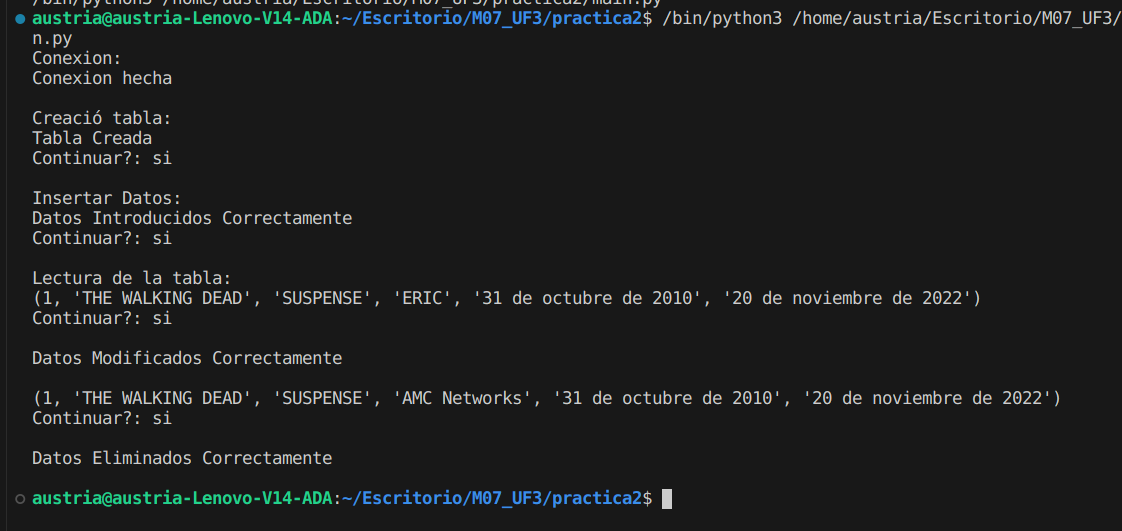 /bin/python3 /home/austria/Escritorio/M07_UF3/practica2/main.py
austria@austria-Lenovo-V14-ADA:~/Escritorio/M07_UF3/practica2$ /bin/python3 /home/austria/Escritorio/M07_UF3/
n.py
Conexion:
Conexion hecha
Creació tabla:
Tabla Creada
Continuar?: si
Insertar Datos:
Datos Introducidos Correctamente
Continuar?: si
Lectura de la tabla:
(1, 'THE WALKING DEAD', 'SUSPENSE', 'ERIC', '31 de octubre de 2010', '20 de noviembre de 2022')
Continuar?: si
Datos Modificados Correctamente
(1, 'THE WALKING DEAD', 'SUSPENSE', 'AMC Networks', '31 de octubre de 2010', '20 de noviembre de 2022')
Continuar?: si
Datos Eliminados Correctamente
austria@austria-Lenovo-V14-ADA:~/Escritorio/M07_UF3/practica2$